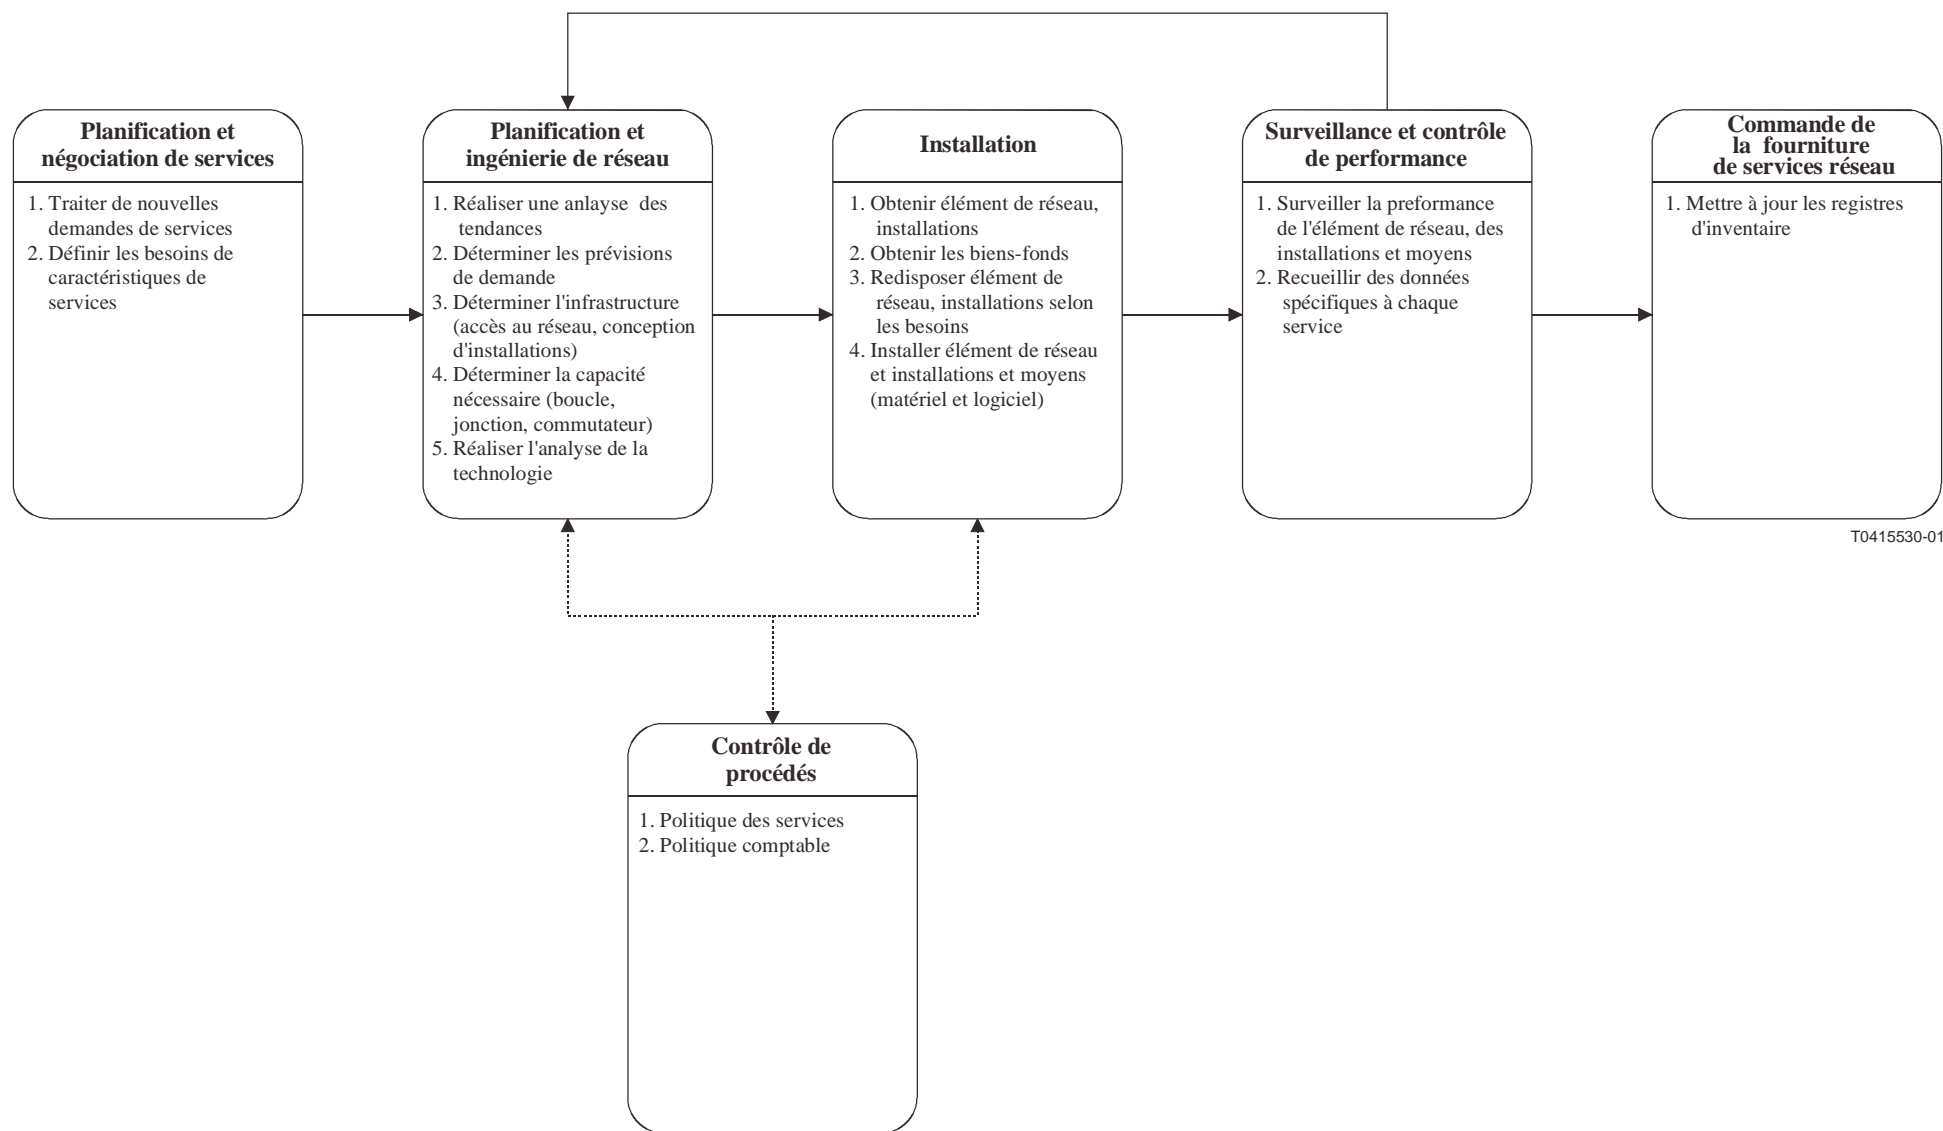 Planification et
négociation de services
1. Traiter de nouvelles
demandes de services
2. Définir les besoins de
caractéristiques de
services
Planification et
ingénierie de réseau
1. Réaliser une anlayse des
tendances
2. Déterminer les prévisions
de demande
3. Déterminer l'infrastructure
(accès au réseau, conception
d'installations)
4. Déterminer la capacité
nécessaire (boucle,
jonction, commutateur)
5. Réaliser l'analyse de la
technologie
Installation
1. Obtenir élément de réseau,
installations
2. Obtenir les biens-fonds
3. Redisposer élément de
réseau, installations selon
les besoins
4. Installer élément de réseau
et installations et moyens
(matériel et logiciel)
Surveillance et contrôle
de performance
1. Surveiller la preformance
de l'élément de réseau, des
installations et moyens
2. Recueillir des données
spécifiques à chaque
service
Commande de
la fourniture
de services réseau
1. Mettre à jour les registres
d'inventaire
T0415530-01
Contrôle de
procédés
1. Politique des services
2. Politique comptable